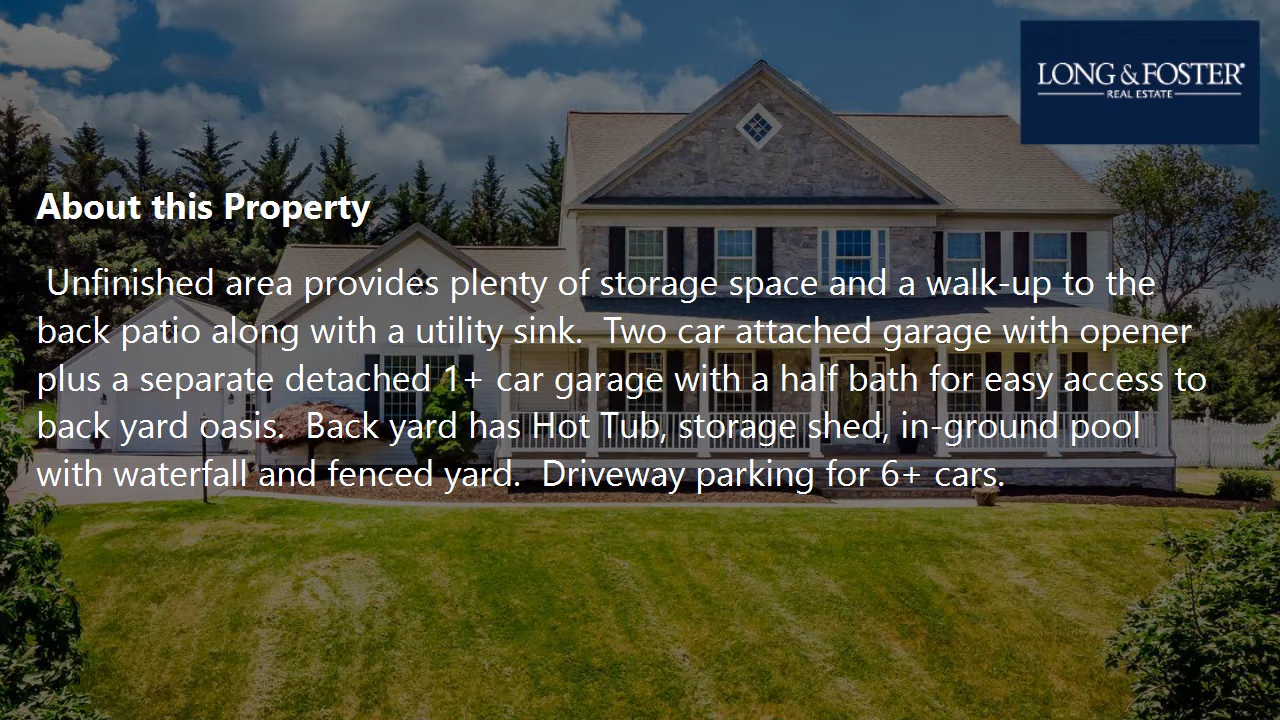 LONG & FOSTER®
REAL ESTATE
About this Property
Unfinished area provides plenty of storage space and a walk-up to the
back patio along with a utility sink.  Two car attached garage with opener
plus a separate detached 1+ car garage with a half bath for easy access to
back yard oasis.  Back yard has Hot Tub, storage shed, in-ground pool
with waterfall and fenced yard.  Driveway parking for 6+ cars.